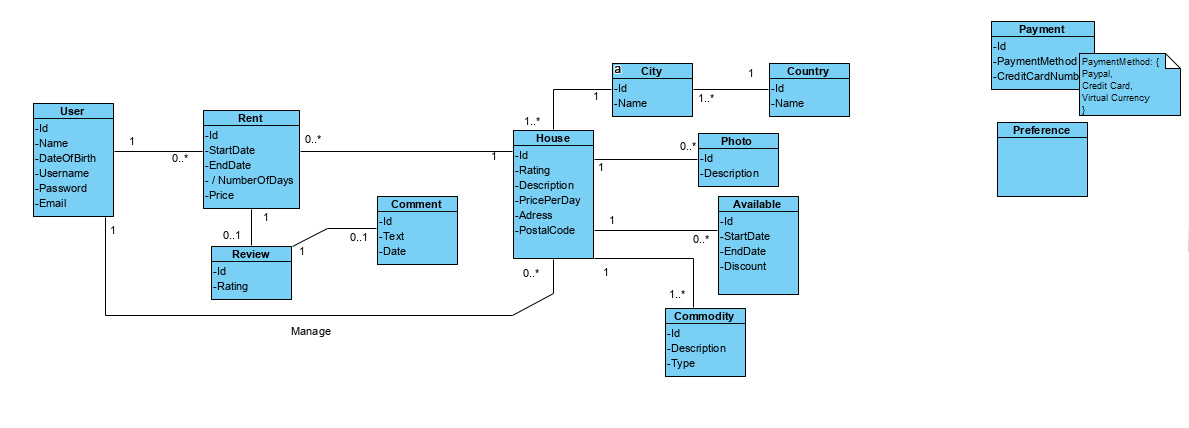 User
-Id
-Name
-DateOfBirth
-Username
-Password
-Email
1
0..*
1
Rent
-Id
-StartDate
-EndDate
- / NumberOfDays
-Price
0..*
1
1
0..1
Review
-Id
-Rating
1
0..1
Comment
-Id
-Text
-Date
Manage
0..*
House
-Id
-Rating
-Description
-PricePerDay
-Adress
-PostalCode
1..*
1
a
City
-Id
-Name
1..*
1
Country
-Id
-Name
1
0..*
Photo
-Id
-Description
1
0..*
Available
-Id
-StartDate
-EndDate
-Discount
1
1..*
Commodity
-Id
-Description
-Type
Payment
-Id
-PaymentMethod
-CreditCardNumb
PaymentMethod: {
Paypal,
Credit Card,
Virtual Currency
}
Preference